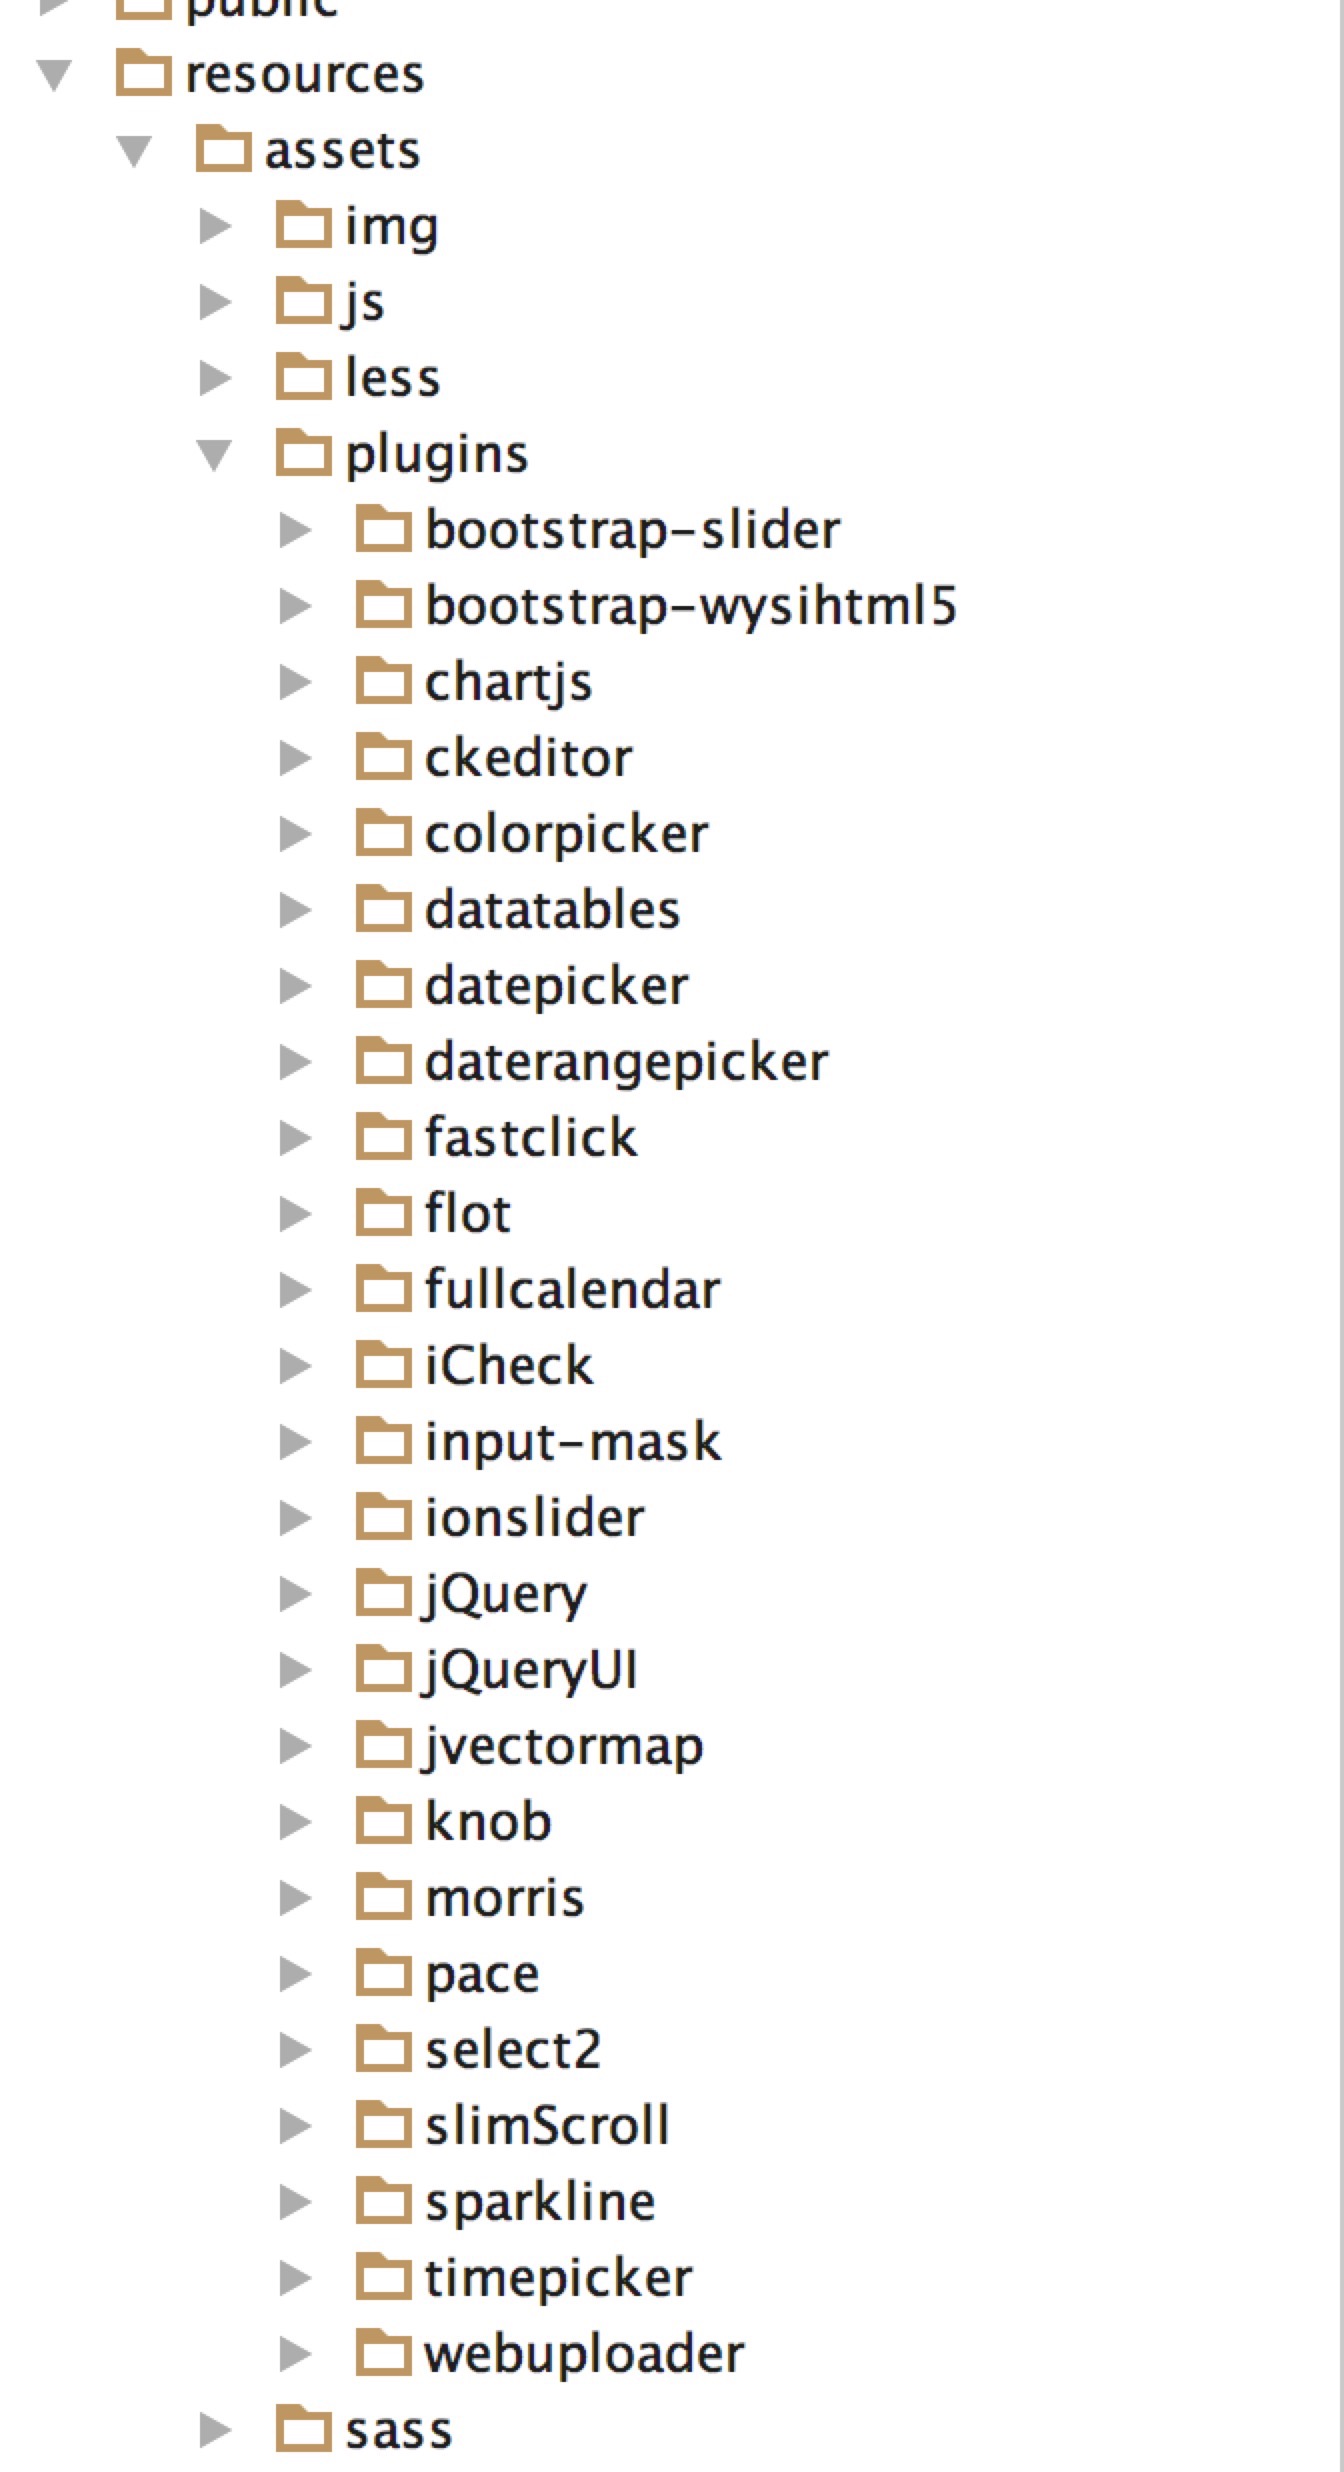 public
resources
assets
img
js
less
plugins
bootstrap-slider
bootstrap-wysihtml5
chartjs
ckeditor
colorpicker
datatables
datepicker
daterangepicker
fastclick
flot
fullcalendar
iCheck
input-mask
ionslider
jQuery
jQueryUI
jvectormap
knob
morris
pace
select2
slimScroll
sparkline
timepicker
webuploader
sass